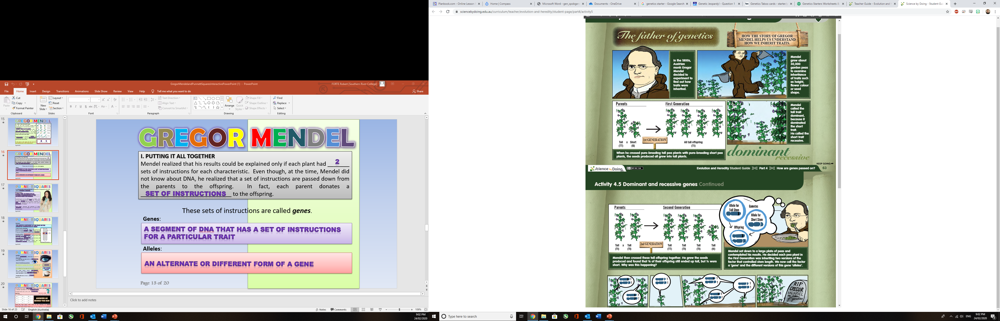 GregorMendelandPunnettSquaresInteractivePowerPoint (1) - PowerPoint
FORTE Robert [Southern River College]
File
Home
Insert
Design
Transitions
Animations
Slide Show
Review
View
Help
Tell me what you want to do
Share
Paste
Cut
Copy
Format Painter
Clipboard
New
Slide
Layout
Reset
Section
Slides
Font
Text Direction
Align Text
Convert to SmartArt
Paragraph
Arrange
Quick
Styles
Shape Fill
Shape Outline
Shape Effects
Drawing
Find
Replace
Select
Editing
15
GREGOR MENDEL
16
GREGOR MENDEL
17
PUNNETT SQUARES
18
PUNNETT SQUARES
19
PUNNETT SQUARES
20
PUNNETT SQUARES
ANSWERS LIE
BEHIND THIS BOX
GREGOR MENDEL
I. PUTTING IT ALL TOGETHER
Mendel realized that his results could be explained only if each plant had 2
sets of instructions for each characteristic. Even though, at the time, Mendel did
not know about DNA, he realized that a set of instructions are passed down from
the parents to the offspring. In fact, each parent donates a
SET OF INSTRUCTIONS to the offspring.
These sets of instructions are called genes.
Genes:
A SEGMENT OF DNA THAT HAS A SET OF INSTRUCTIONS
FOR A PARTICULAR TRAIT
Alleles:
AN ALTERNATE OR DIFFERENT FORM OF A GENE
Page 13 of 20
Click to add notes
Slide 16 of 23
English (Australia)
Notes
Comments
106%
9:02 PM
24/02/2020
Planbook.com - Online Lesson
Home | Compass
Microsoft Word - gen_spobgen
Documents - OneDrive
genetics starter - Google Search
Genetic Jeopardy! - Question 1
Genetics Taboo cards - starter/p
Genetics Starters Worksheets &
Teacher Guide - Evolution and
Science by Doing - Student Gu
sciencebydoing.edu.au/curriculum/teacher/evolution-and-heredity/student-page/part4/activity5
The father of genetics
HOW THE STORY OF GREGOR
MENDEL HELPS US UNDERSTAND
HOW WE INHERIT TRAITS.
In the 1800s,
Austrian
monk Gregor
Mendel
decided to
experiment to
find out how
traits were
inherited.
Mendel
grew about
30,000
garden peas
to examine
inheritance
of traits such
as height,
flower colour
or seed
shape.
Parents
First Generation
1st GENERATION
Tall x Short
(TT) (tt)
All tall offspring
(Tt)
When he crossed pure-breeding tall pea plants with pure-breeding short pea
plants, the seeds produced all grew into tall plants.
Mendel
called the
tall trait
dominant,
because it
dominated
the short
trait.
He called the
short trait
recessive.
dominant
recessive
KEEP GOING
Science by Doing
BY-NC-SA
Evolution and Heredity Student Guide Part 4 How are genes passed on? 63
Activity 4.5 Dominant and recessive genes Continued
Parents
Second Generation
2nd GENERATION
Tall x Tall
(Tt) (Tt)
Tall Tall Tall Tall
(TT) (Tt) (Tt) (tt)
Mendel then crossed these tall offspring together. He grew the seeds
produced and found that ¾ of their offspring still ended up tall, but ¼ were
short. Why was this happening?
Allele for
Tall Stem
Gametes
Allele for
Short Stem
Offspring
Mendel sat down to a large plate of peas and
contemplated his results. He decided each pea plant in
the First Generation was inheriting two versions of the
factor that controlled stem length. We now call the factor
a 'gene' and the different versions of this gene 'alleles'.
RIP
GREGOR
MENDEL
the father
of genetics
Type here to search
ENG
9:02 PM
24/02/2020